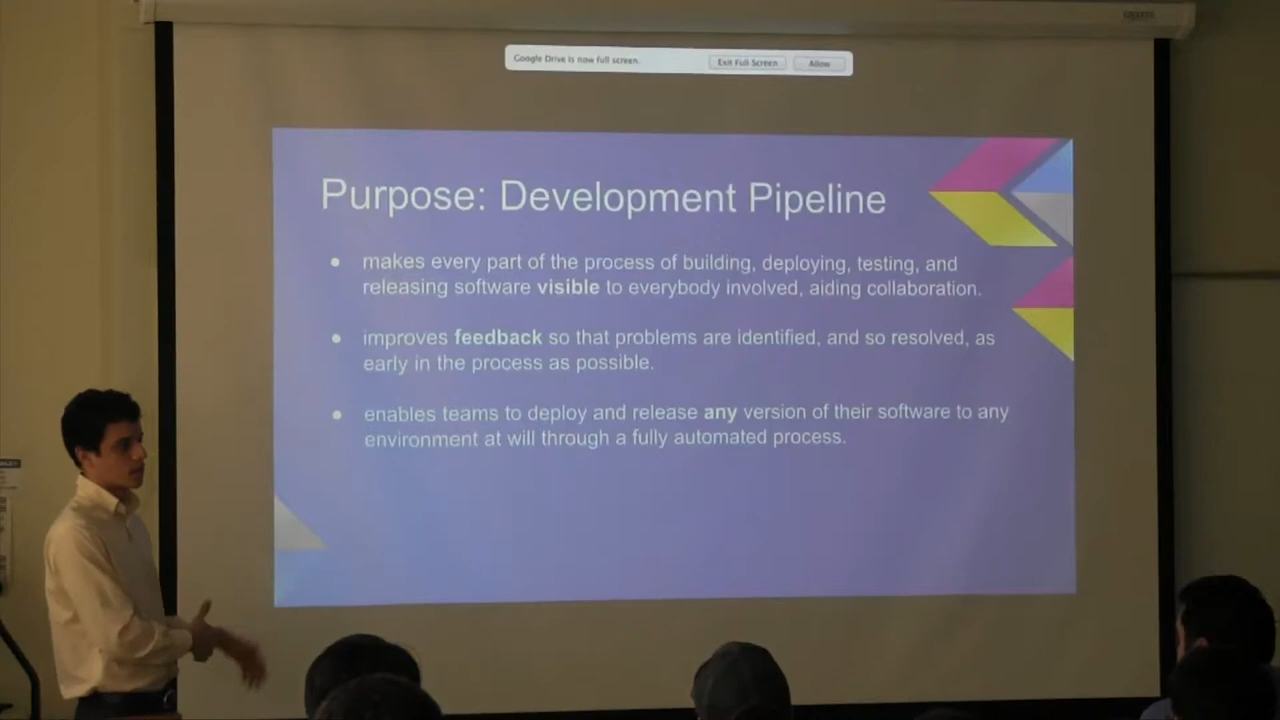 Google Drive is now full screen.
Exit Full Screen
Allow
Purpose: Development Pipeline
● makes every part of the process of building, deploying, testing, and
releasing software visible to everybody involved, aiding collaboration.
● improves feedback so that problems are identified, and so resolved, as
early in the process as possible.
● enables teams to deploy and release any version of their software to any
environment at will through a fully automated process.